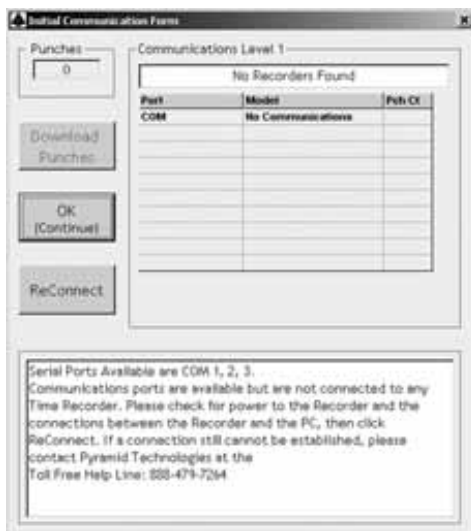 Initial Communication Form
Punches
0
Communications Level 1
No Recorders Found
Port Model Pch Ct
COM No Communications
Download
Punches
OK
(Continue)
ReConnect
Serial Ports Available are COM 1, 2, 3.
Communications ports are available but are not connected to any
Time Recorder. Please check for power to the Recorder and the
connections between the Recorder and the PC, then click
ReConnect. If a connection still cannot be established, please
contact Pyramid Technologies at the
Toll Free Help Line: 888-479-7264